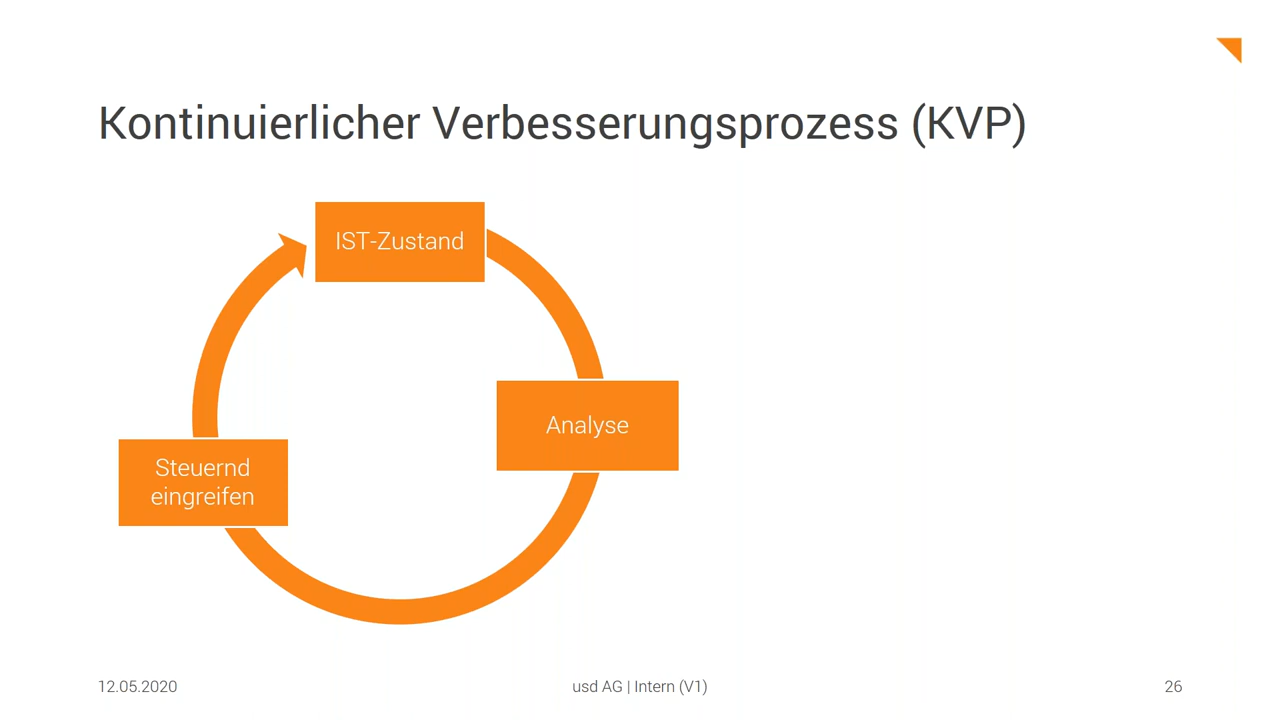 Kontinuierlicher Verbesserungsprozess (KVP)
IST-Zustand
Analyse
Steuernd
eingreifen
12.05.2020
usd AG | Intern (V1)
26